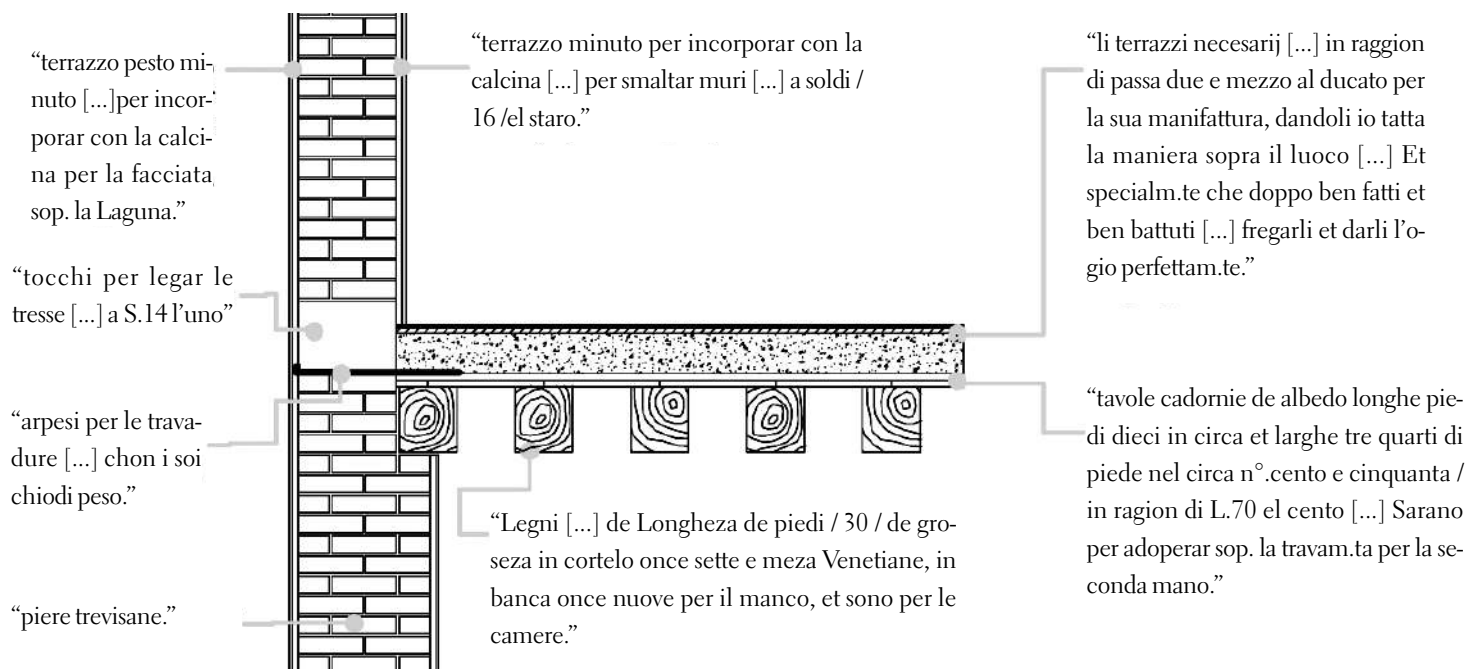 “terrazzo pesto mi-
nuto [...]per incor-
porar con la calci-
na per la facciata
sop. la Laguna.”
“tocchi per legar le
tresse [...] a S.14 l’uno”
“arpesi per le trava-
dure [...] chon i soi
chiodi peso.”
“piere trevisane.”
“terrazzo minuto per incorporar con la
calcina [...] per smaltar muri [...] a soldi /
16 /el staro.”
“Legni [...] de Longheza de piedi / 30 / de gro-
seza in cortelo once sette e meza Venetiane, in
banca once nuove per il manco, et sono per le
camere.”
“li terrazzi necesarij [...] in raggion
di passa due e mezzo al ducato per
la sua manifattura, dandoli io tatta
la maniera sopra il luoco [...] Et
specialm.te che doppo ben fatti et
ben battuti [...] fregarli et darli l’o-
gio perfettam.te.”
“tavole cadornie de albedo longhe pie-
di dieci in circa et larghe tre quarti di
piede nel circa n°.cento e cinquanta /
in ragion di L.70 el cento [...] Sarano
per adoperar sop. la travam.ta per la se-
conda mano.”